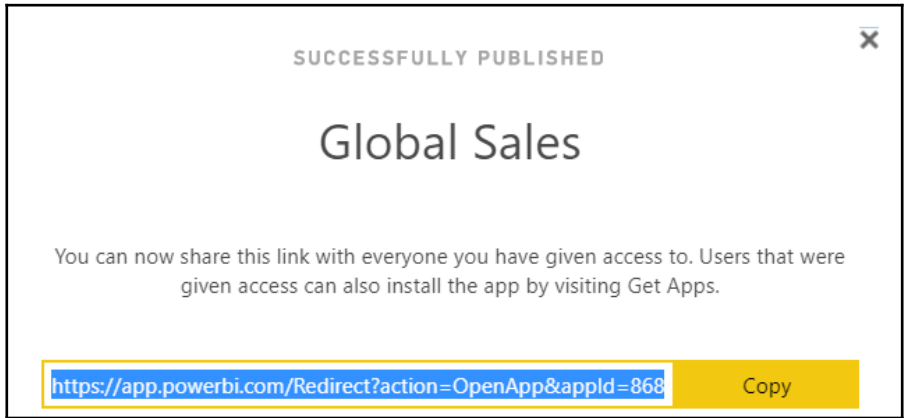 SUCCESSFULLY PUBLISHED
Global Sales
You can now share this link with everyone you have given access to. Users that were
given access can also install the app by visiting Get Apps.
https://app.powerbi.com/Redirect?action=OpenApp&appId=868 Copy